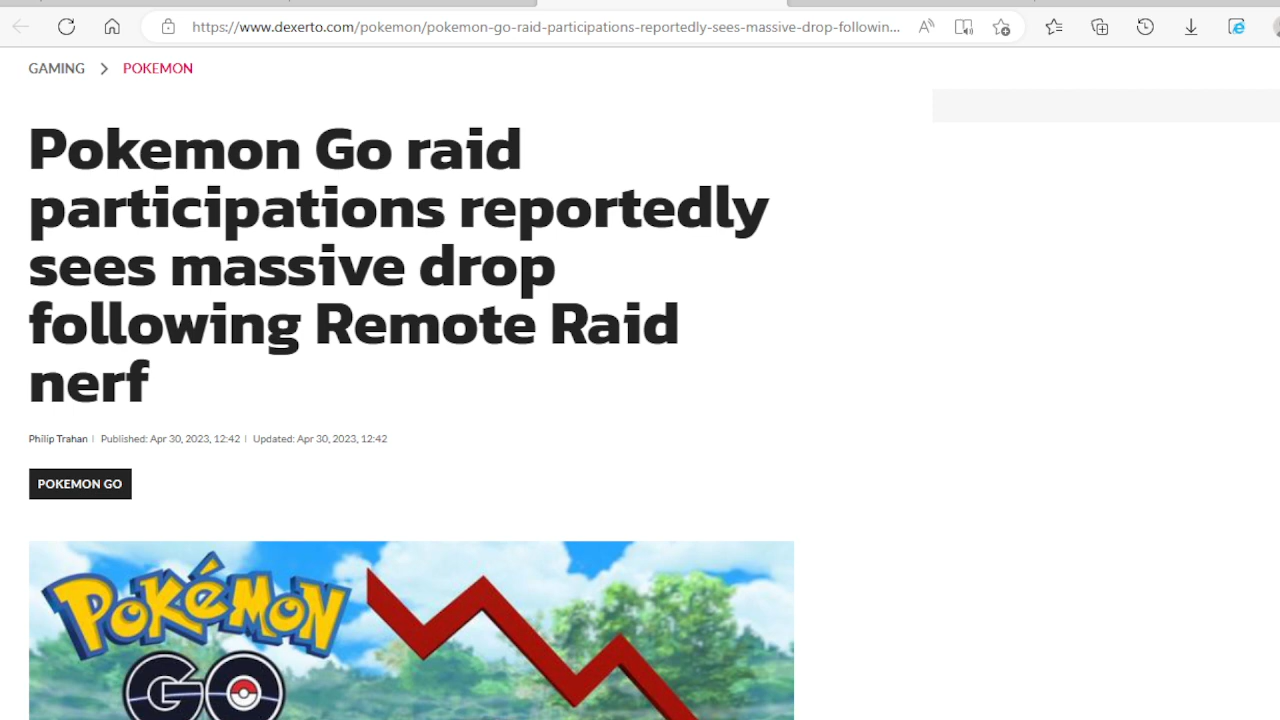 https://www.dexerto.com/pokemon/pokemon-go-raid-participations-reportedly-sees-massive-drop-followin...
GAMING > POKEMON
Pokemon Go raid
participations reportedly
sees massive drop
following Remote Raid
nerf
Philip Trahan | Published: Apr 30, 2023, 12:42 | Updated: Apr 30, 2023, 12:42
POKEMON GO
POKéMON
GO